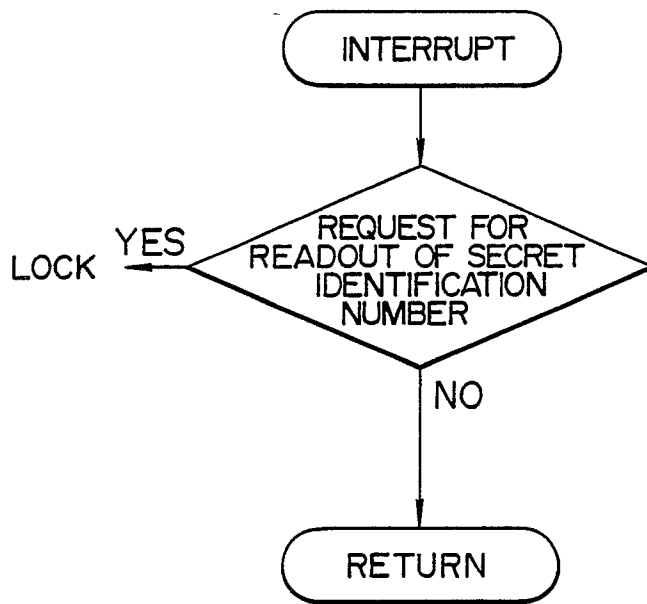 INTERRUPT
REQUEST FOR
READOUT OF SECRET
IDENTIFICATION
NUMBER
YES
LOCK
NO
RETURN